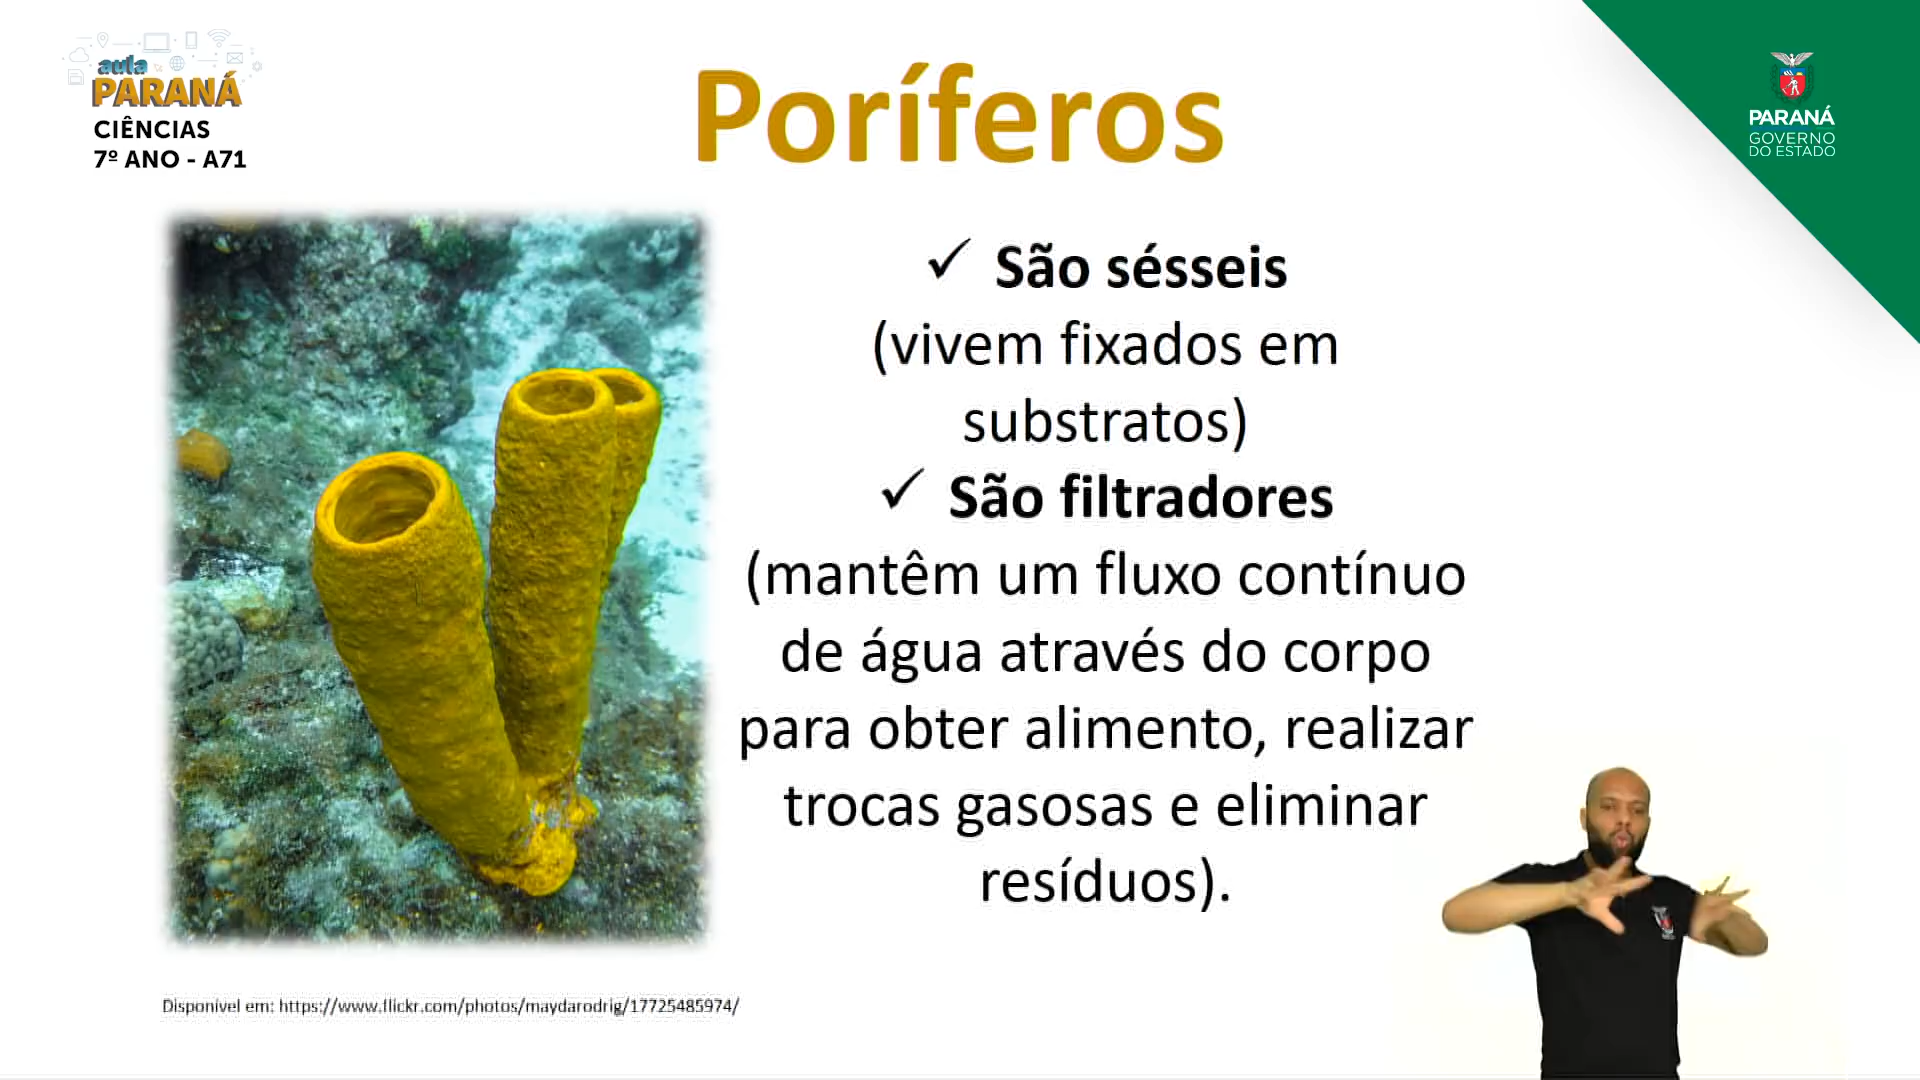 aula
PARANÁ
CIÊNCIAS
7º ANO - A71
Poríferos
PARANÁ
GOVERNO
DO ESTADO
✓ São sésseis
(vivem fixados em
substratos)
✓ São filtradores
(mantêm um fluxo contínuo
de água através do corpo
para obter alimento, realizar
trocas gasosas e eliminar
resíduos).
Disponível em: https://www.flickr.com/photos/maydarodrig/17725485974/